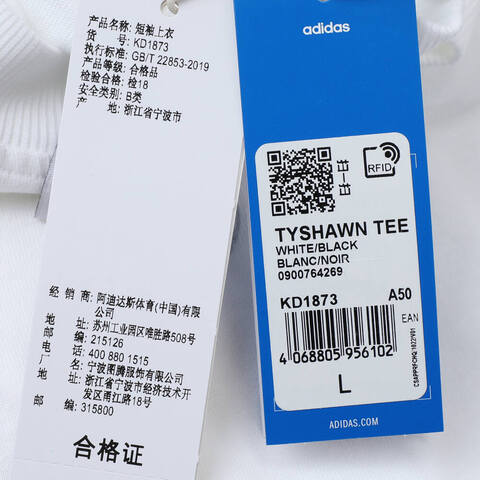 产品名称: 短袖上衣
货 号: KD1873
执行标准: GB/T 22853-2019
产品等级: 合格品
检验合格: 检18
安全类别: B类
产 地: 浙江省宁波市
经 销 商: 阿迪达斯体育(中国)有限
公司
地 址: 苏州工业园区唯胜路508号
邮 编: 215126
电 话: 400 880 1515
厂 名: 宁波图腾服饰有限公司
地 址: 浙江省宁波市经济技术开
发区甬江路18号
邮 编: 315800
合格证
adidas
RFID
TYSHAWN TEE
WHITE/BLACK
BLANC/NOIR
0900764269
KD1873 A50
EAN
4 068805 956102
L
ADIDAS.COM